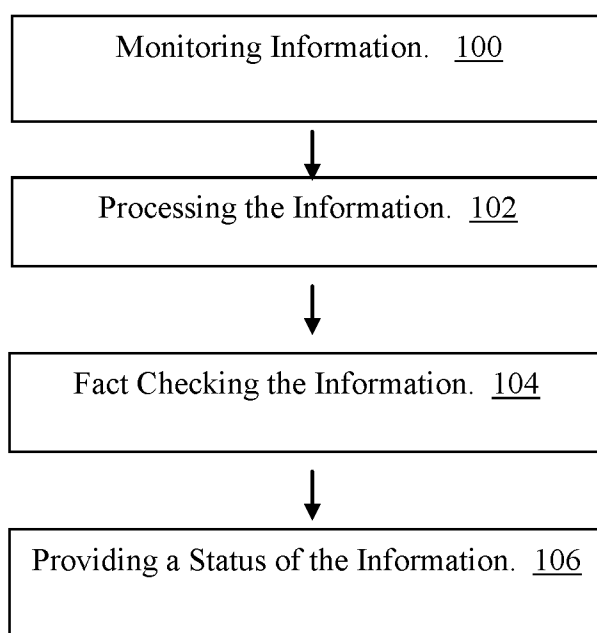 Monitoring Information. 100
Processing the Information. 102
Fact Checking the Information. 104
Providing a Status of the Information. 106